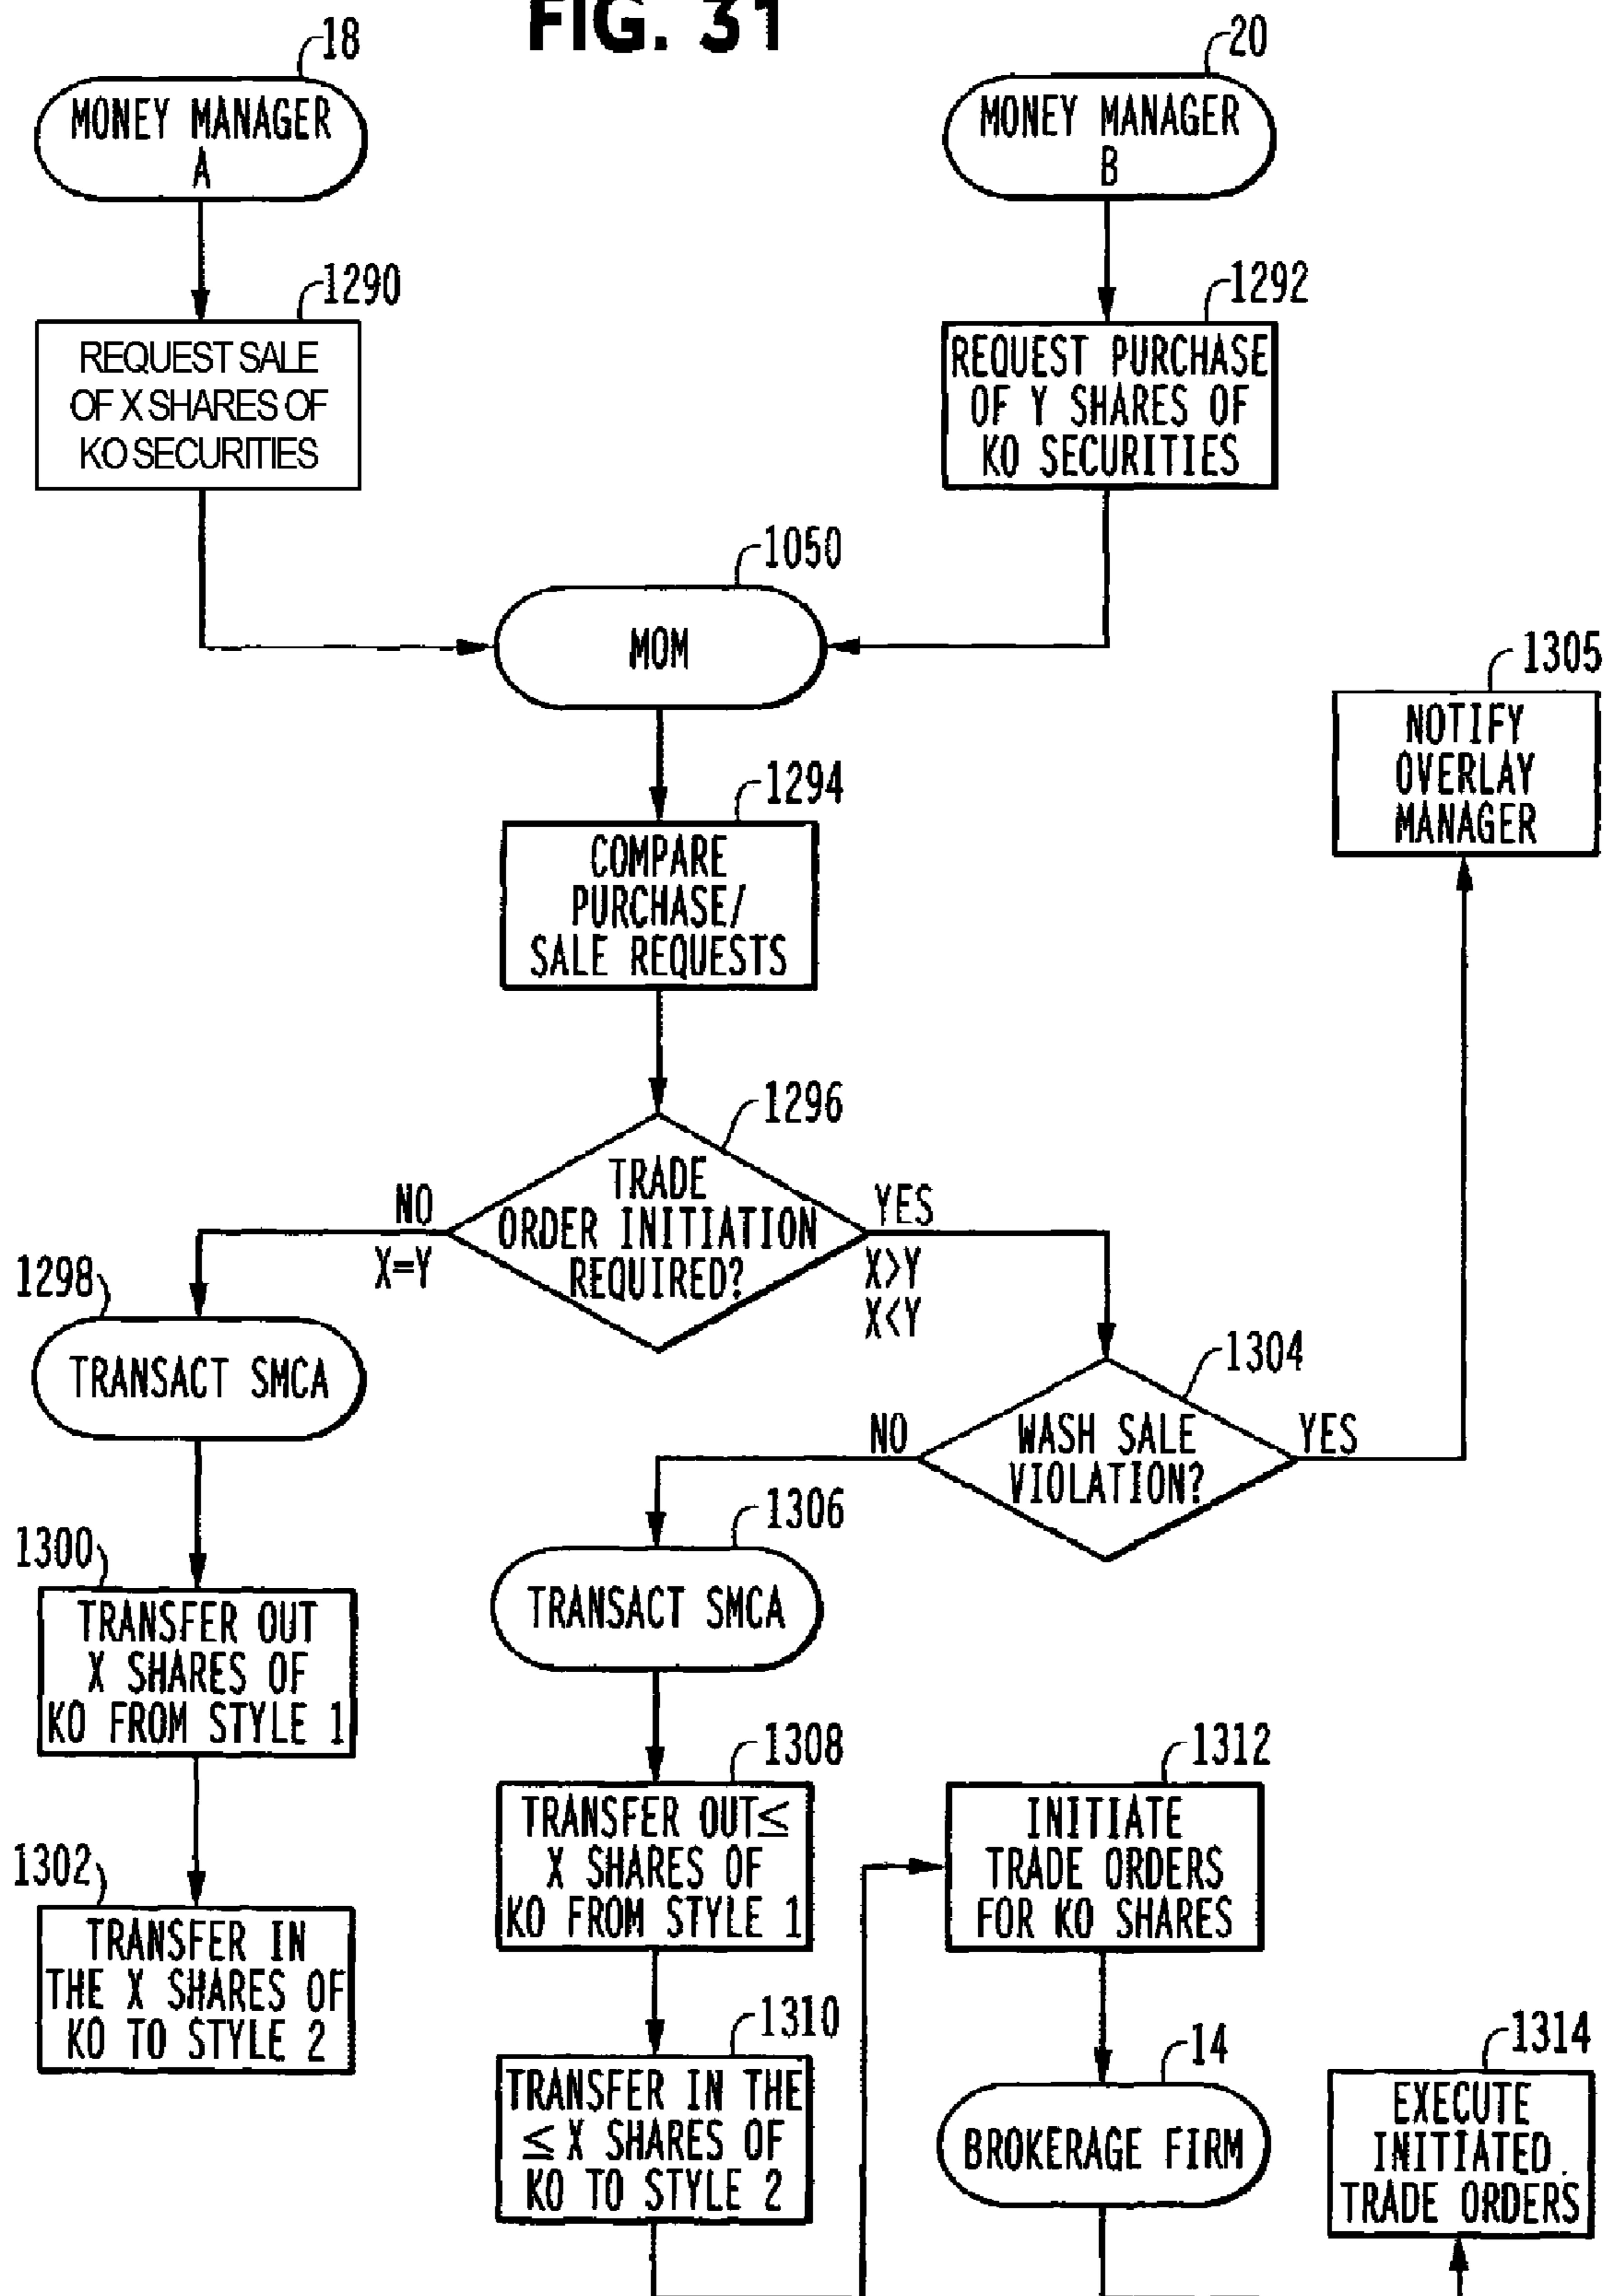 FIG. 31
18
MONEY MANAGER
A
20
MONEY MANAGER
B
1290
REQUEST SALE
OF X SHARES OF
KO SECURITIES
1292
REQUEST PURCHASE
OF Y SHARES OF
KO SECURITIES
1050
MOM
1305
NOTIFY
OVERLAY
MANAGER
1294
COMPARE
PURCHASE/
SALE REQUESTS
1296
TRADE
ORDER INITIATION
REQUIRED?
NO
X=Y
YES
X>Y
X<Y
1298
TRANSACT SMCA
1304
WASH SALE
VIOLATION?
NO
YES
1300
TRANSFER OUT
X SHARES OF
KO FROM STYLE 1
1306
TRANSACT SMCA
1302
TRANSFER IN
THE X SHARES OF
KO TO STYLE 2
1308
TRANSFER OUT≤
X SHARES OF
KO FROM STYLE 1
1312
INITIATE
TRADE ORDERS
FOR KO SHARES
1310
TRANSFER IN THE
≤ X SHARES OF
KO TO STYLE 2
14
BROKERAGE FIRM
1314
EXECUTE
INITIATED
TRADE ORDERS